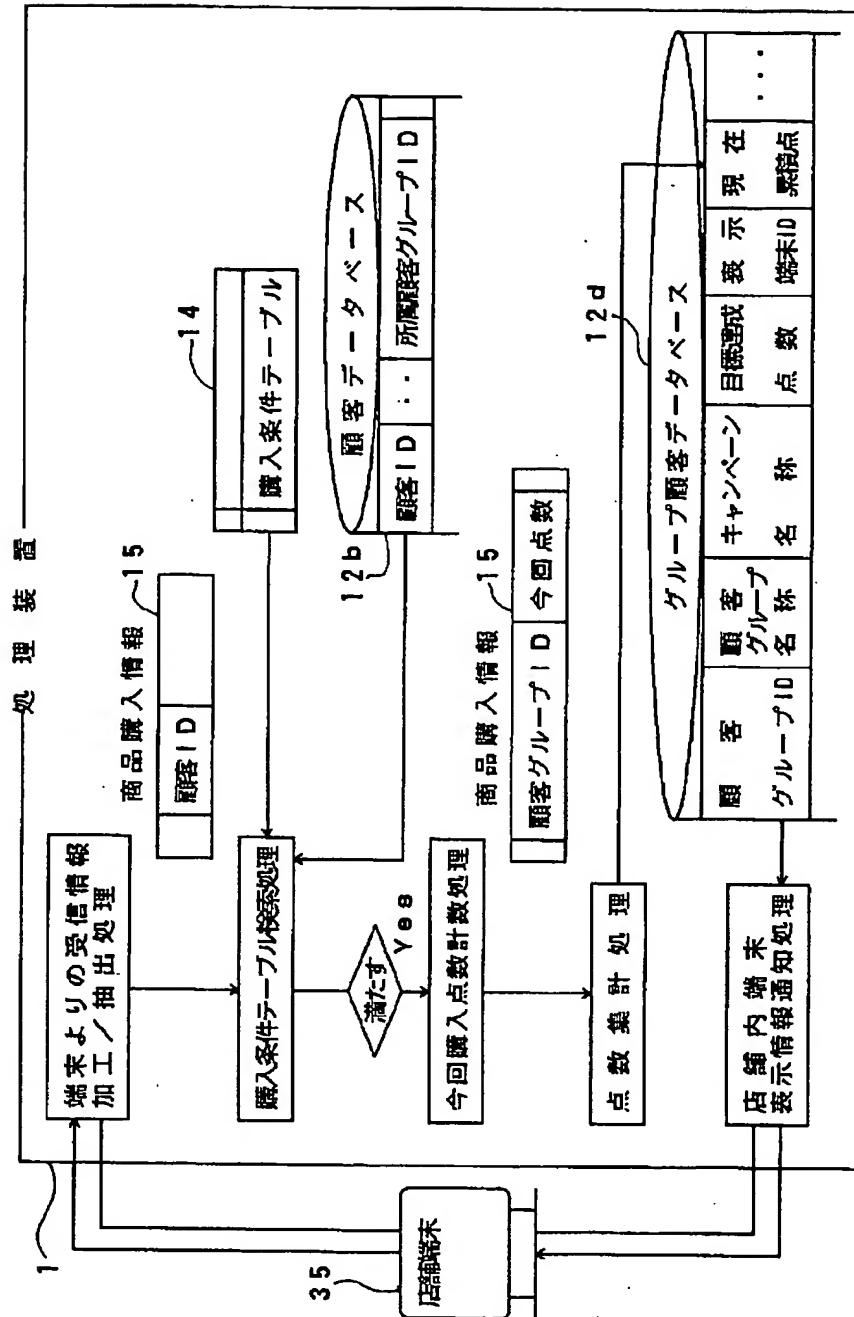 処理装置
1
店舗端末
35
端末よりの受信情報
加工／抽出処理
商品購入情報
15
顧客ID
購入条件テーブル検索処理
14
購入条件テーブル
満たす
Yes
顧客データベース
12b
顧客ID
・・
所属顧客グループID
今回購入点数計数処理
商品購入情報
15
顧客グループID
今回点数
点数集計処理
12d
グループ顧客データベース
顧客
グループID
顧客
グループ
名称
キャンペーン
名称
目標達成
点数
表示
端末ID
現在
累積点
・・・
店舗内端末
表示情報通知処理